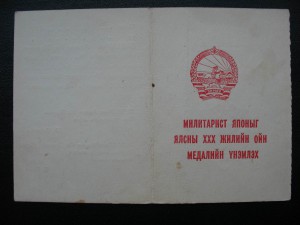 МИЛИТАРИСТ ЯПОНЫГ
ЯЛСНЫ XXX ЖИЛИЙН ОЙН
МЕДАЛИЙН ҮНЭМЛЭХ